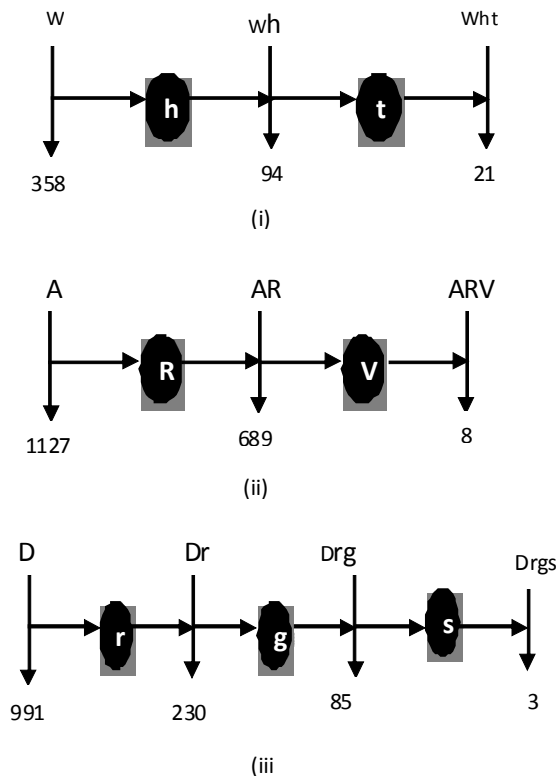 W wh Wht
h t
358 94 21
(i)
A AR ARV
R V
1127 689 8
(ii)
D Dr Drg Drgs
r g s
991 230 85 3
(iii